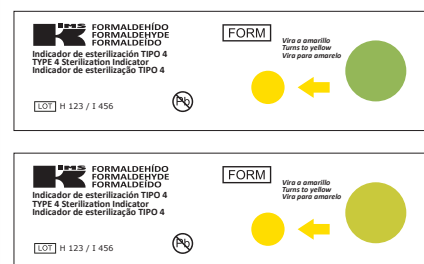 ims FORMALDEHÍDO
FORMALDEHYDE
FORMALDEÍDO
Indicador de esterilización TIPO 4
TYPE 4 Sterilization Indicator
Indicador de esterilização TIPO 4
LOT H 123 / I 456
Pb
FORM
Vira a amarillo
Turns to yellow
Vira para amarelo
ims FORMALDEHÍDO
FORMALDEHYDE
FORMALDEÍDO
Indicador de esterilización TIPO 4
TYPE 4 Sterilization Indicator
Indicador de esterilização TIPO 4
LOT H 123 / I 456
Pb
FORM
Vira a amarillo
Turns to yellow
Vira para amarelo